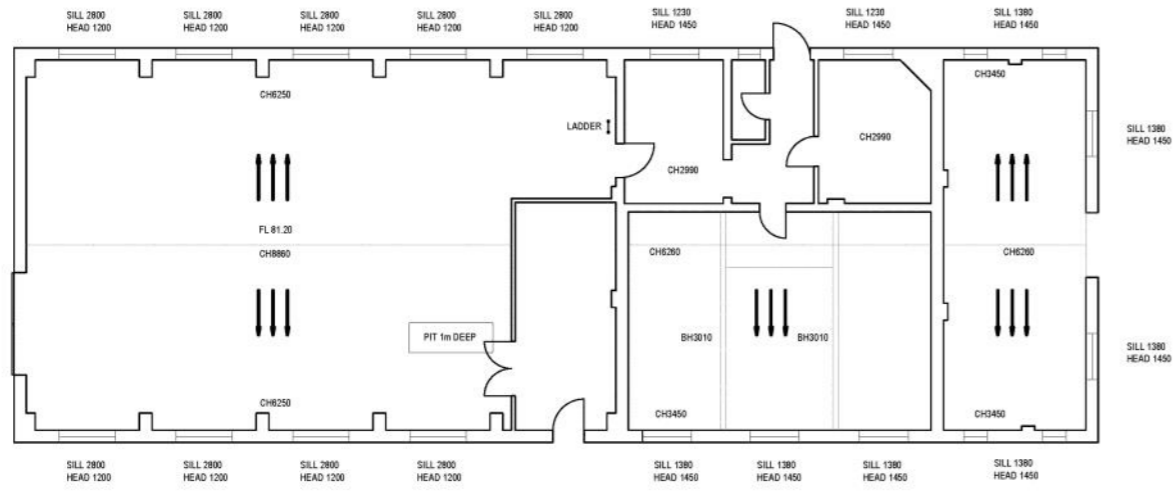 SILL 2800
HEAD 1200
SILL 2800
HEAD 1200
SILL 2800
HEAD 1200
SILL 2800
HEAD 1200
SILL 2800
HEAD 1200
SILL 1230
HEAD 1450
SILL 1230
HEAD 1450
SILL 1380
HEAD 1450
CH6250
CH3450
LADDER
CH2990
CH2990
SILL 1380
HEAD 1450
FL 81.20
CH8860
CH6260
CH6260
PIT 1m DEEP
BH3010
BH3010
SILL 1380
HEAD 1450
CH6250
CH3450
CH3450
SILL 2800
HEAD 1200
SILL 2800
HEAD 1200
SILL 2800
HEAD 1200
SILL 2800
HEAD 1200
SILL 1380
HEAD 1450
SILL 1380
HEAD 1450
SILL 1380
HEAD 1450
SILL 1380
HEAD 1450